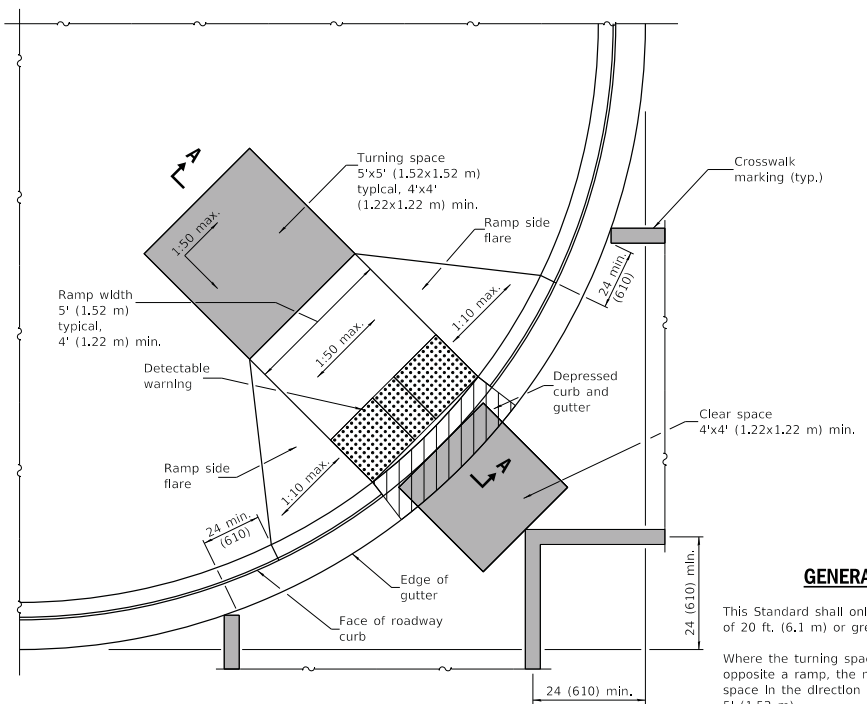 A
Turning space
5'x5' (1.52x1.52 m)
typical, 4'x4'
(1.22x1.22 m) min.
Crosswalk
marking (typ.)
Ramp side
flare
1:50 max.
24 min.
(610)
Ramp width
5' (1.52 m)
typical,
4' (1.22 m) min.
1:10 max.
1:50 max.
Detectable
warning
Depressed
curb and
gutter
Clear space
4'x4' (1.22x1.22 m) min.
A
Ramp side
flare
1:10 max.
24 min.
(610)
Edge of
gutter
Face of roadway
curb
24 (610) min.
24 (610) min.
GENERA
This Standard shall onl
of 20 ft. (6.1 m) or gre
Where the turning spac
opposite a ramp, the m
space in the direction